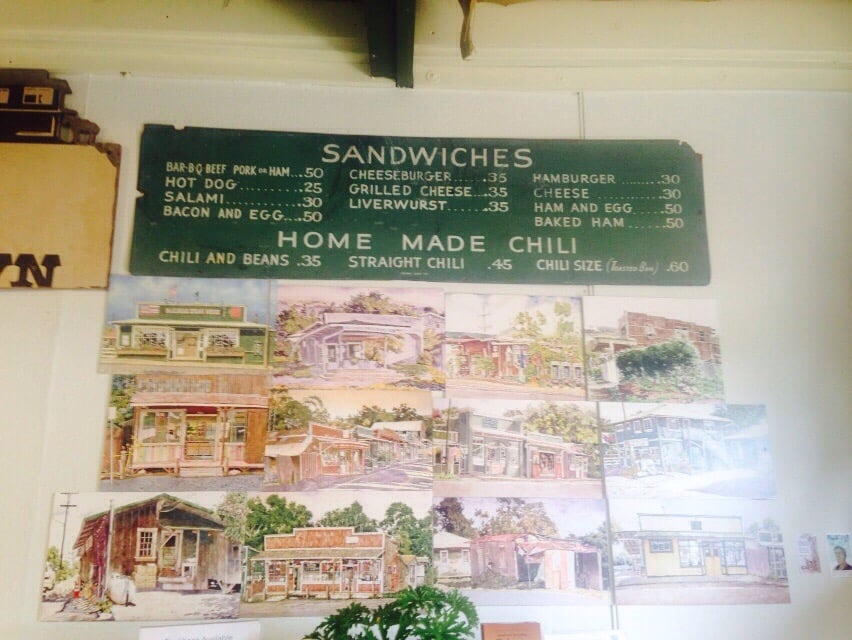 SANDWICHES
BAR-B-Q-BEEF PORK OR HAM...50
HOT DOG.........25
SALAMI.........30
BACON AND EGG...50
CHEESEBURGER.......35
GRILLED CHEESE...35
LIVERWURST......35
HAMBURGER.......30
CHEESE..........30
HAM AND EGG.....50
BAKED HAM.....50
HOME MADE CHILI
CHILI AND BEANS .35
STRAIGHT CHILI .45
CHILI SIZE (TOASTED BUN) .60
WN